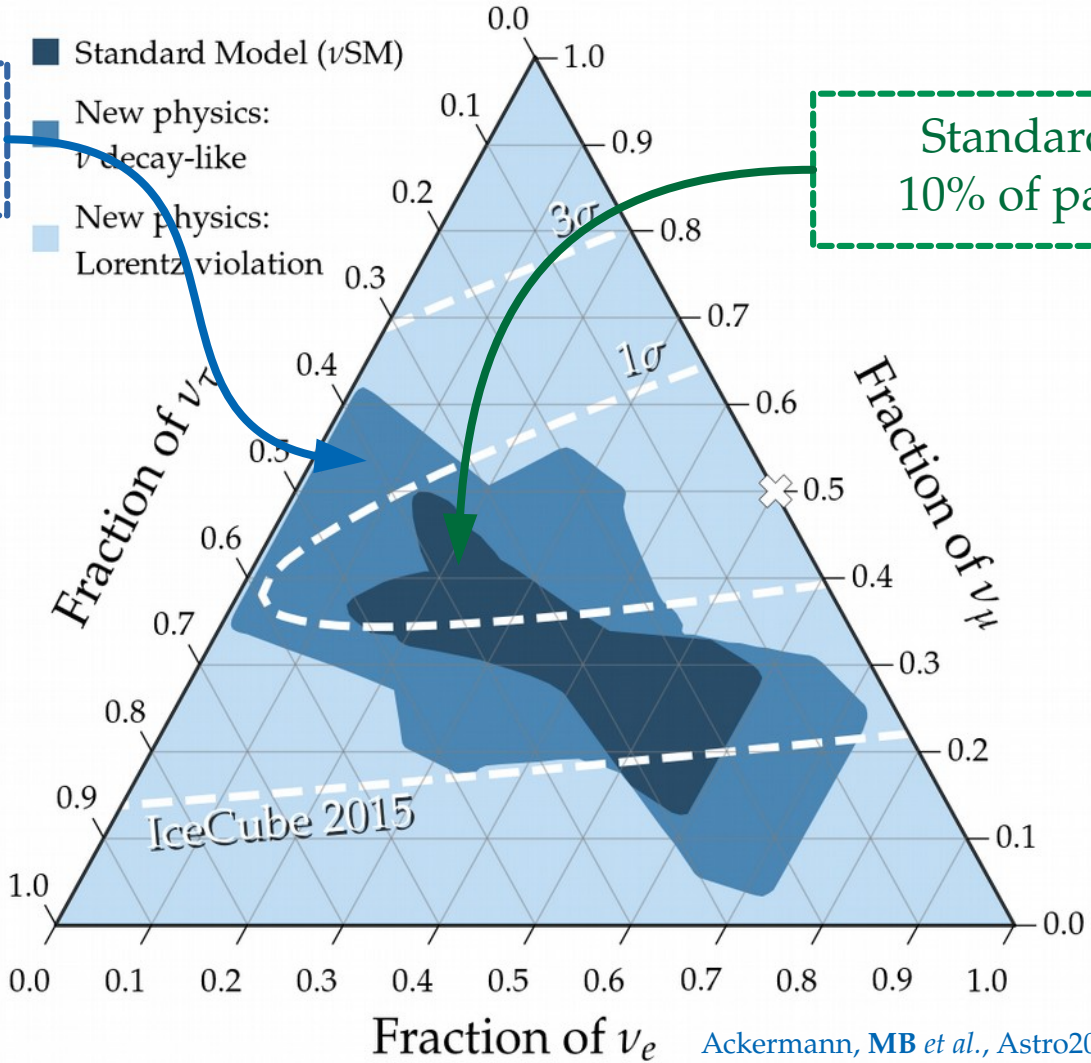 Standard Model (νSM)
New physics:
ν decay-like
New physics:
Lorentz violation
Standard
10% of pa
0.0
0.1
0.2
0.3
0.4
0.5
0.6
0.7
0.8
0.9
1.0
Fraction of ντ
1.0
0.9
0.8
0.7
0.6
0.5
0.4
0.3
0.2
0.1
0.0
Fraction of νμ
3σ
1σ
IceCube 2015
0.0 0.1 0.2 0.3 0.4 0.5 0.6 0.7 0.8 0.9 1.0
Fraction of νe
Ackermann, MB et al., Astro2